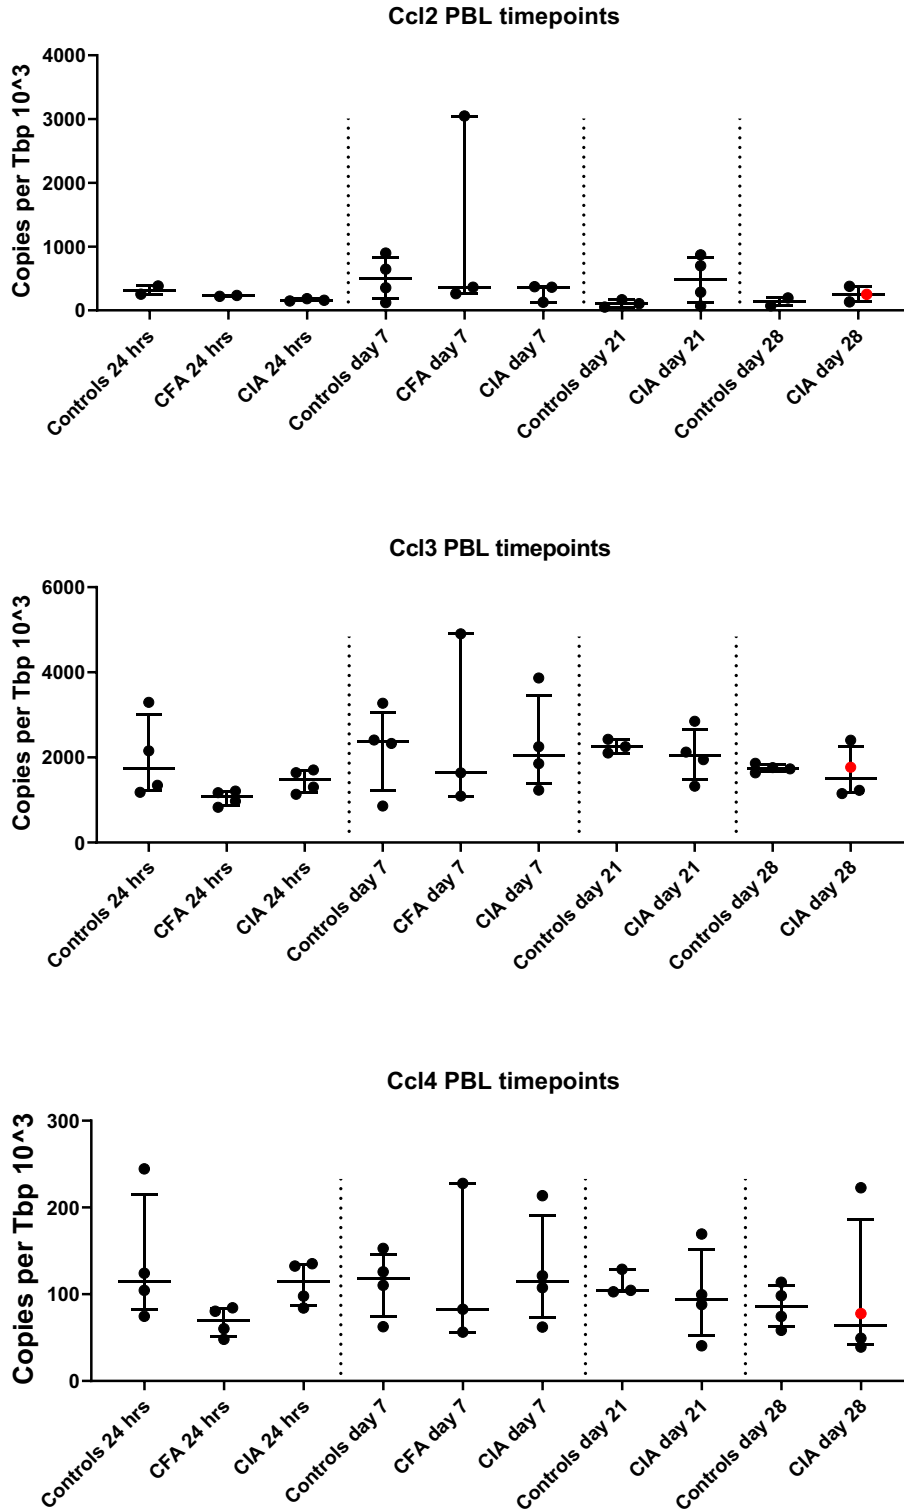 Ccl2 PBL timepoints
Copies per Tbp 10^3
4000
3000
2000
1000
0
Controls 24 hrs
CFA 24 hrs
CIA 24 hrs
Controls day 7
CFA day 7
CIA day 7
Controls day 21
CIA day 21
Controls day 28
CIA day 28
Ccl3 PBL timepoints
Copies per Tbp 10^3
6000
4000
2000
0
Controls 24 hrs
CFA 24 hrs
CIA 24 hrs
Controls day 7
CFA day 7
CIA day 7
Controls day 21
CIA day 21
Controls day 28
CIA day 28
Ccl4 PBL timepoints
Copies per Tbp 10^3
300
200
100
0
Controls 24 hrs
CFA 24 hrs
CIA 24 hrs
Controls day 7
CFA day 7
CIA day 7
Controls day 21
CIA day 21
Controls day 28
CIA day 28